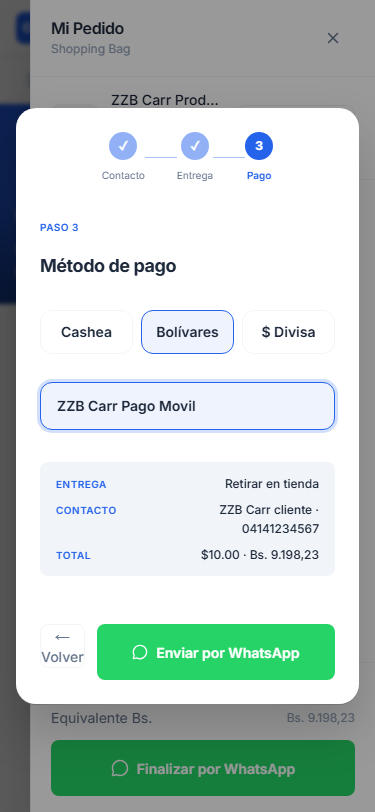 Mi Pedido
Shopping Bag
ZZB Carr Prod...
3
Contacto
Entrega
Pago
PASO 3
Método de pago
Cashea
Bolívares
$ Divisa
ZZB Carr Pago Movil
ENTREGA
Retirar en tienda
CONTACTO
ZZB Carr cliente ·
04141234567
TOTAL
$10.00 · Bs. 9.198,23
← Volver
Enviar por WhatsApp
Equivalente Bs.
Bs. 9.198,23
Finalizar por WhatsApp